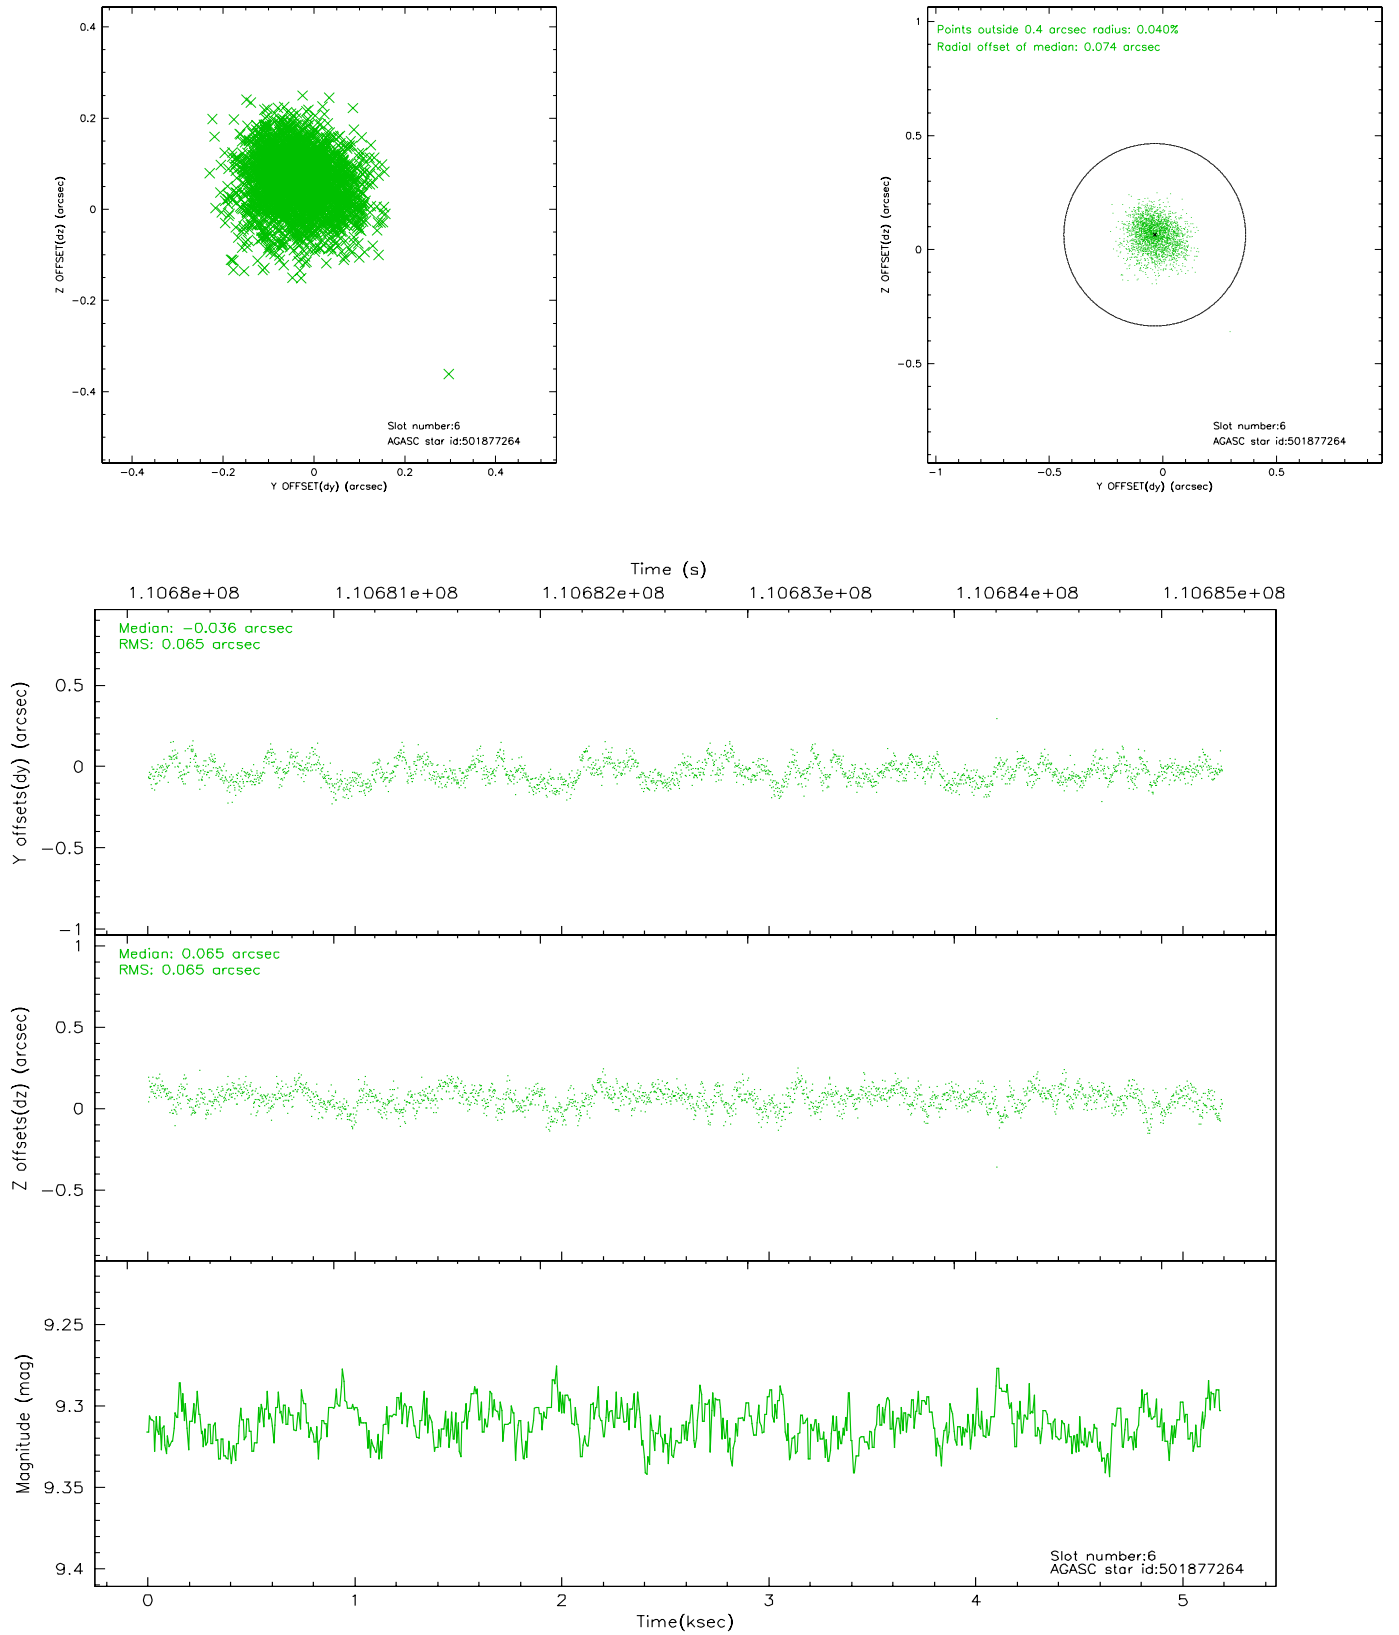 0.4
0.2
0
−0.2
−0.4
Z OFFSET(dz) (arcsec)
Slot number:6
AGASC star id:501877264
−0.4 −0.2 0 0.2 0.4
Y OFFSET(dy) (arcsec)
Points outside 0.4 arcsec radius: 0.040%
Radial offset of median: 0.074 arcsec
1
0.5
0
−0.5
Z OFFSET(dz) (arcsec)
Slot number:6
AGASC star id:501877264
−1 −0.5 0 0.5
Y OFFSET(dy) (arcsec)
Time (s)
1.1068e+08 1.10681e+08 1.10682e+08 1.10683e+08 1.10684e+08 1.10685e+08
Median: −0.036 arcsec
RMS: 0.065 arcsec
0.5
0
−0.5
−1
Y offsets(dy) (arcsec)
Median: 0.065 arcsec
RMS: 0.065 arcsec
1
0.5
0
−0.5
Z offsets(dz) (arcsec)
9.25
9.3
9.35
9.4
Magnitude (mag)
Slot number:6
AGASC star id:501877264
0 1 2 3 4 5
Time(ksec)